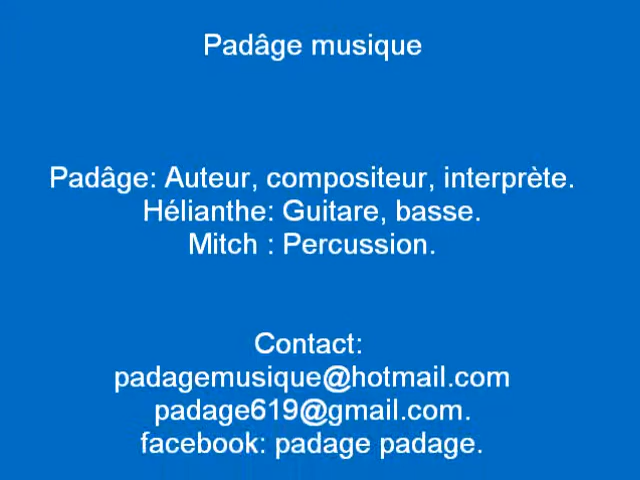 Padâge musique
Padâge: Auteur, compositeur, interprète.
Hélianthe: Guitare, basse.
Mitch : Percussion.
Contact:
padagemusique@hotmail.com
padage619@gmail.com.
facebook: padage padage.